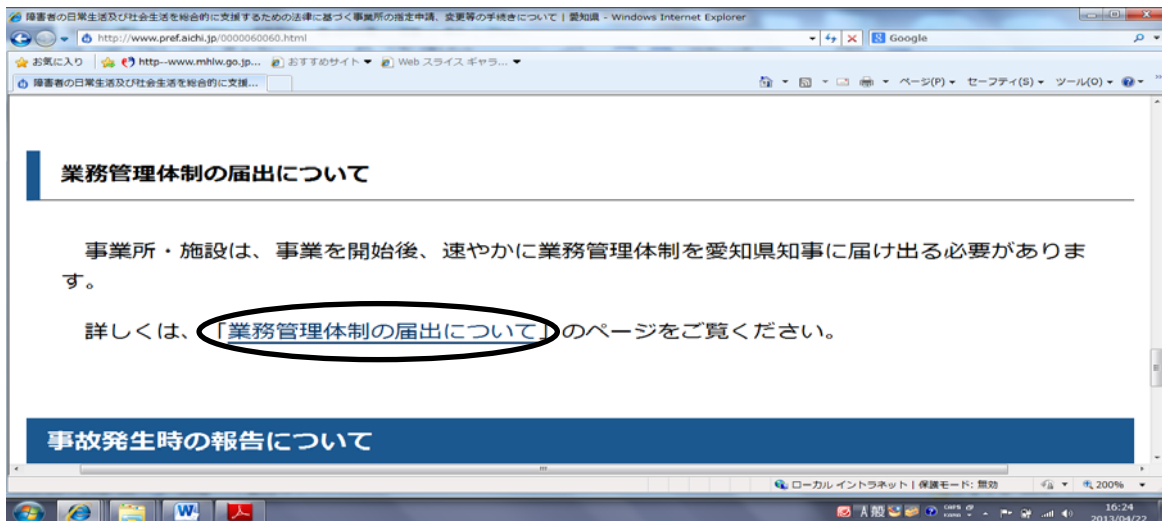 障害者の日常生活及び社会生活を総合的に支援するための法律に基づく事業所の指定申請、変更等の手続きについて | 愛知県 - Windows Internet Explorer
http://www.pref.aichi.jp/0000060060.html
Google
お気に入り
http--www.mhlw.go.jp...
おすすめサイト
Web スライス ギャラ...
障害者の日常生活及び社会生活を総合的に支援...
ページ(P)
セーフティ(S)
ツール(O)
業務管理体制の届出について
事業所・施設は、事業を開始後、速やかに業務管理体制を愛知県知事に届け出る必要がありま
す。
詳しくは、「業務管理体制の届出について」のページをご覧ください。
事故発生時の報告について
ローカル イントラネット | 保護モード: 無効
200%
A 般
CAPS
KANA
16:24
2013/04/22